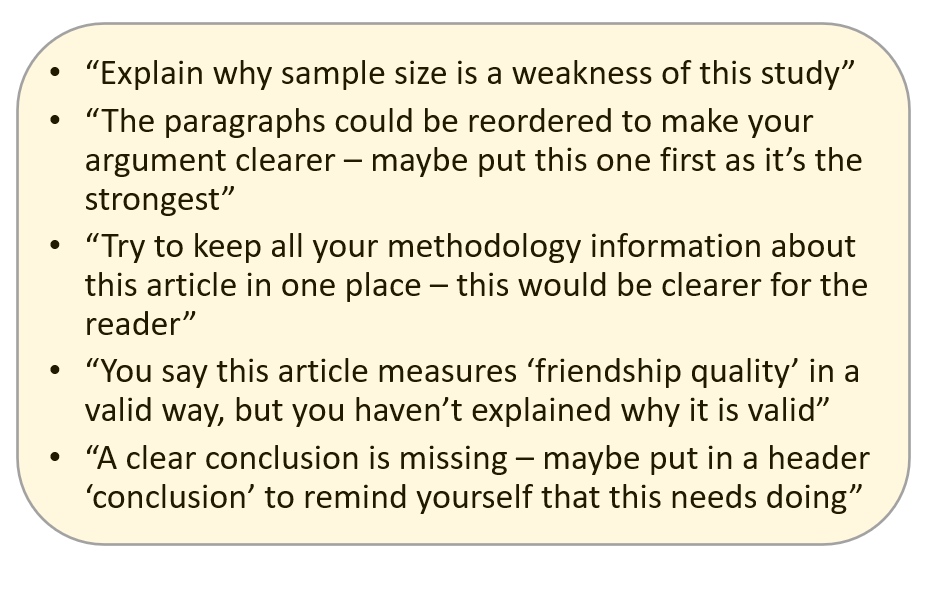 • “Explain why sample size is a weakness of this study”
• “The paragraphs could be reordered to make your
argument clearer – maybe put this one first as it’s the
strongest”
• “Try to keep all your methodology information about
this article in one place – this would be clearer for the
reader”
• “You say this article measures ‘friendship quality’ in a
valid way, but you haven’t explained why it is valid”
• “A clear conclusion is missing – maybe put in a header
‘conclusion’ to remind yourself that this needs doing”